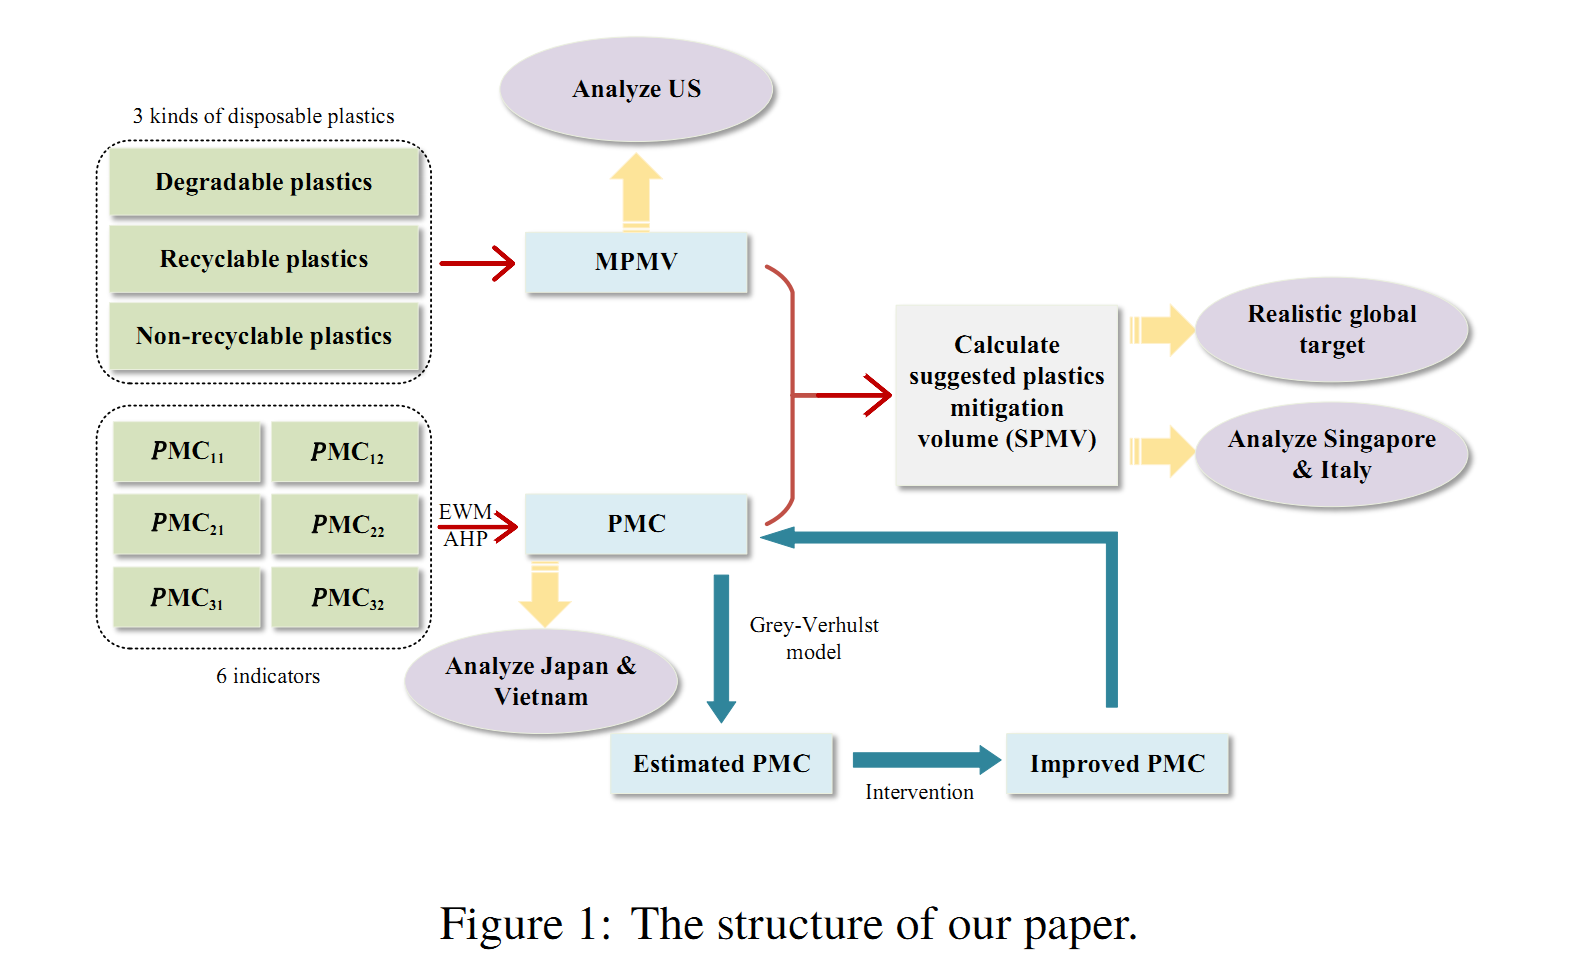 Analyze US
3 kinds of disposable plastics
Degradable plastics
Recyclable plastics
Non-recyclable plastics
MPMV
Calculate
suggested plastics
mitigation
volume (SPMV)
Realistic global
target
Analyze Singapore
& Italy
PMC₁₁
PMC₁₂
PMC₂₁
PMC₂₂
PMC₃₁
PMC₃₂
6 indicators
EWM
AHP
PMC
Analyze Japan &
Vietnam
Grey-Verhulst
model
Estimated PMC
Intervention
Improved PMC
Figure 1: The structure of our paper.